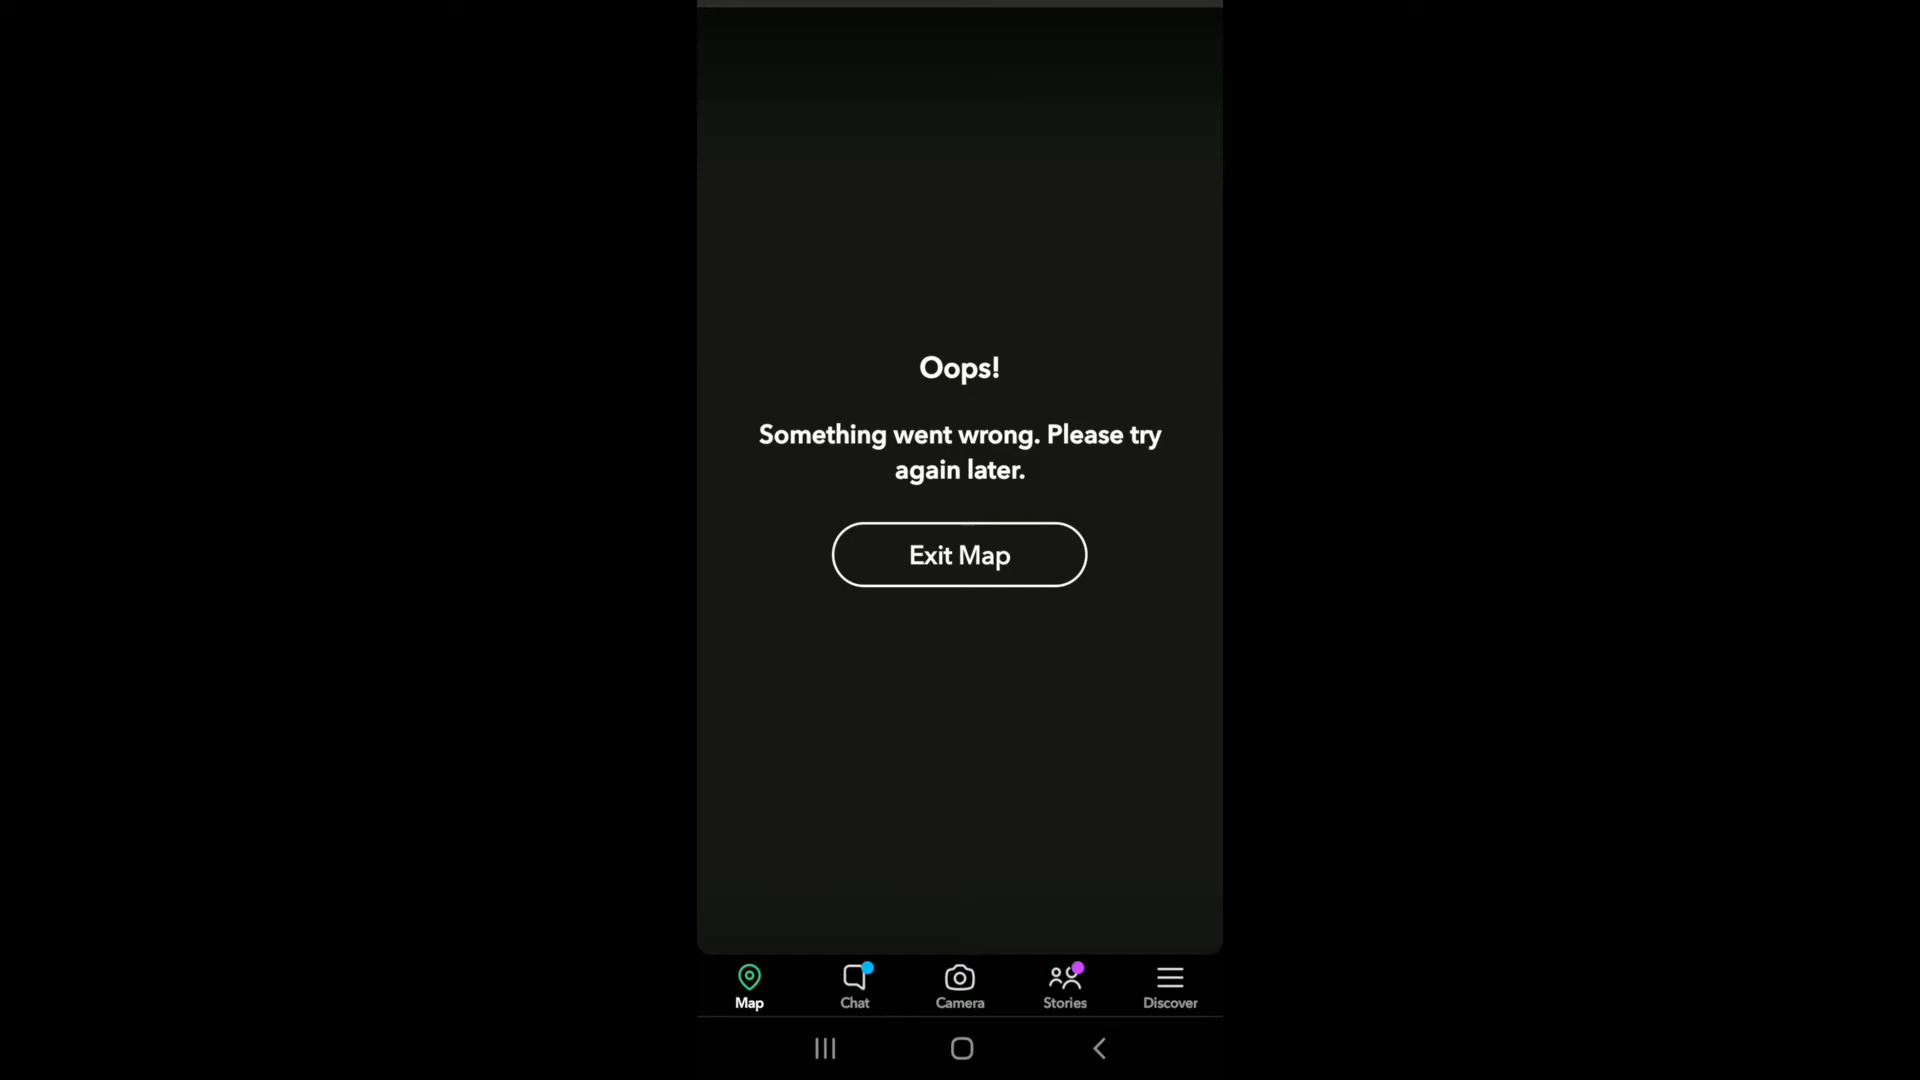 Oops!
Something went wrong. Please try
again later.
Exit Map
Map
Chat
Camera
Stories
Discover